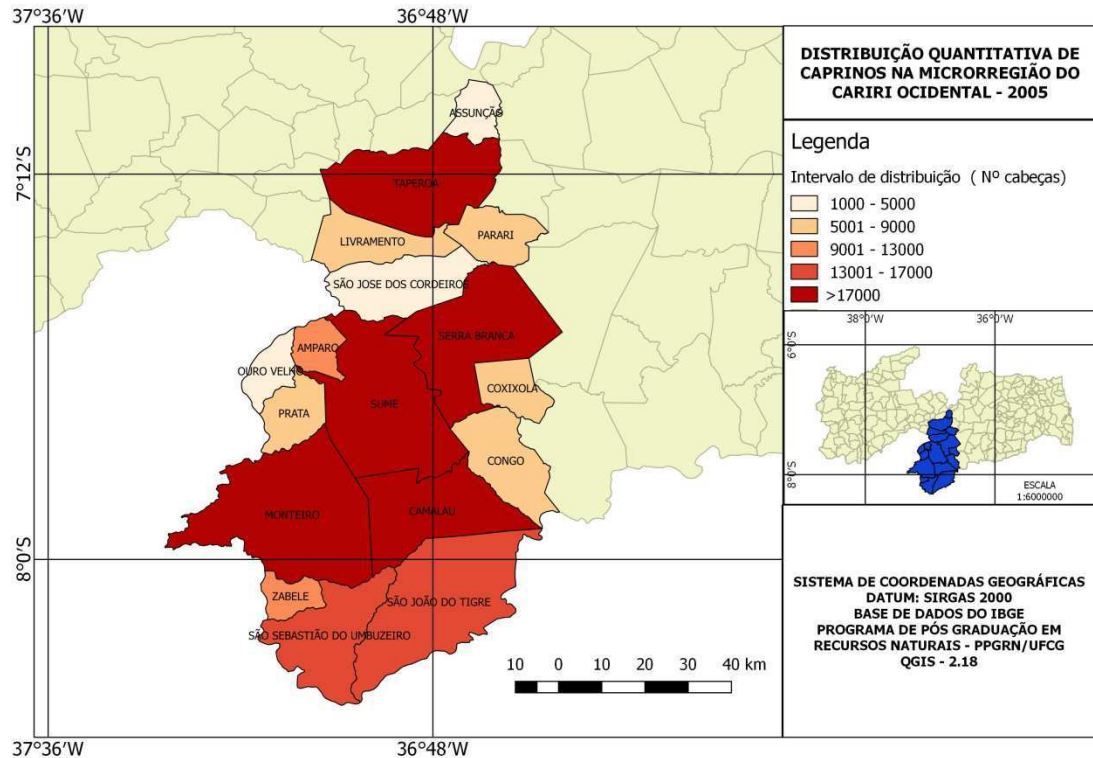 37°36′W
36°48′W
7°12′S
8°0′S
37°36′W
36°48′W
ASSUNÇÃO
TAPEROA
LIVRAMENTO
PARARI
SÃO JOSE DOS CORDEIROS
SERRA BRANCA
AMPARO
OURO VELHO
SUME
COXIXOLA
PRATA
CONGO
MONTEIRO
CAMALAU
ZABELE
SÃO JOÃO DO TIGRE
SÃO SEBASTIÃO DO UMBUZEIRO
10 0 10 20 30 40 km
DISTRIBUIÇÃO QUANTITATIVA DE
CAPRINOS NA MICRORREGIÃO DO
CARIRI OCIDENTAL - 2005
Legenda
Intervalo de distribuição ( Nº cabeças)
1000 - 5000
5001 - 9000
9001 - 13000
13001 - 17000
>17000
38°0′W
36°0′W
6°0′S
8°0′S
ESCALA
1:6000000
SISTEMA DE COORDENADAS GEOGRÁFICAS
DATUM: SIRGAS 2000
BASE DE DADOS DO IBGE
PROGRAMA DE PÓS GRADUAÇÃO EM
RECURSOS NATURAIS - PPGRN/UFCG
QGIS - 2.18